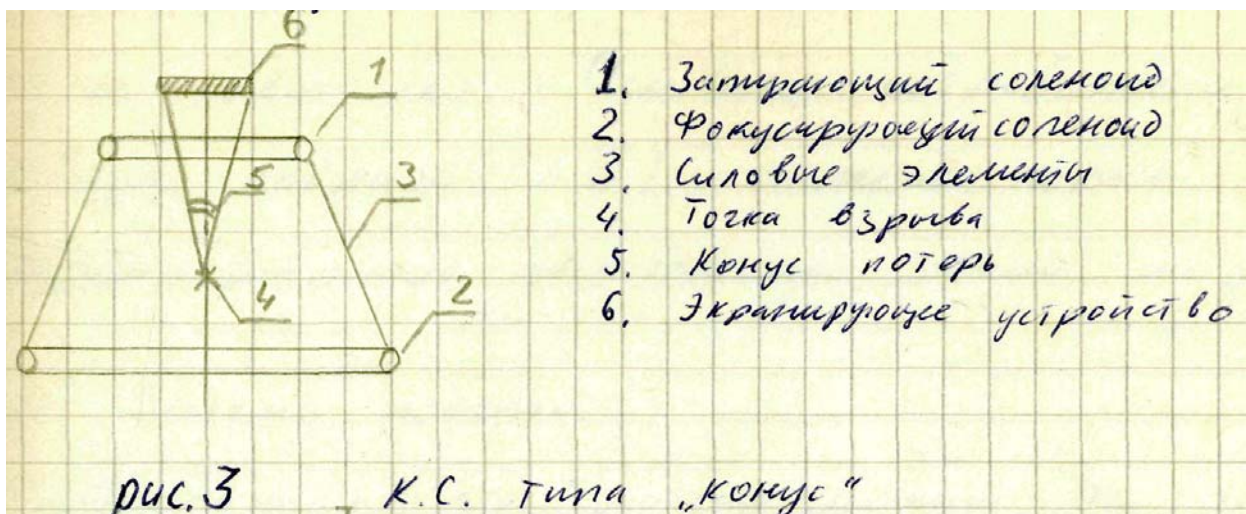 6
1
5
3
4
2
1. Запирающий соленоид
2. Фокусирующий соленоид
3. Силовые элементы
4. Точка взрыва
5. Конус потерь
6. Экранирующее устройство
рис.3 К.С. типа „конус“